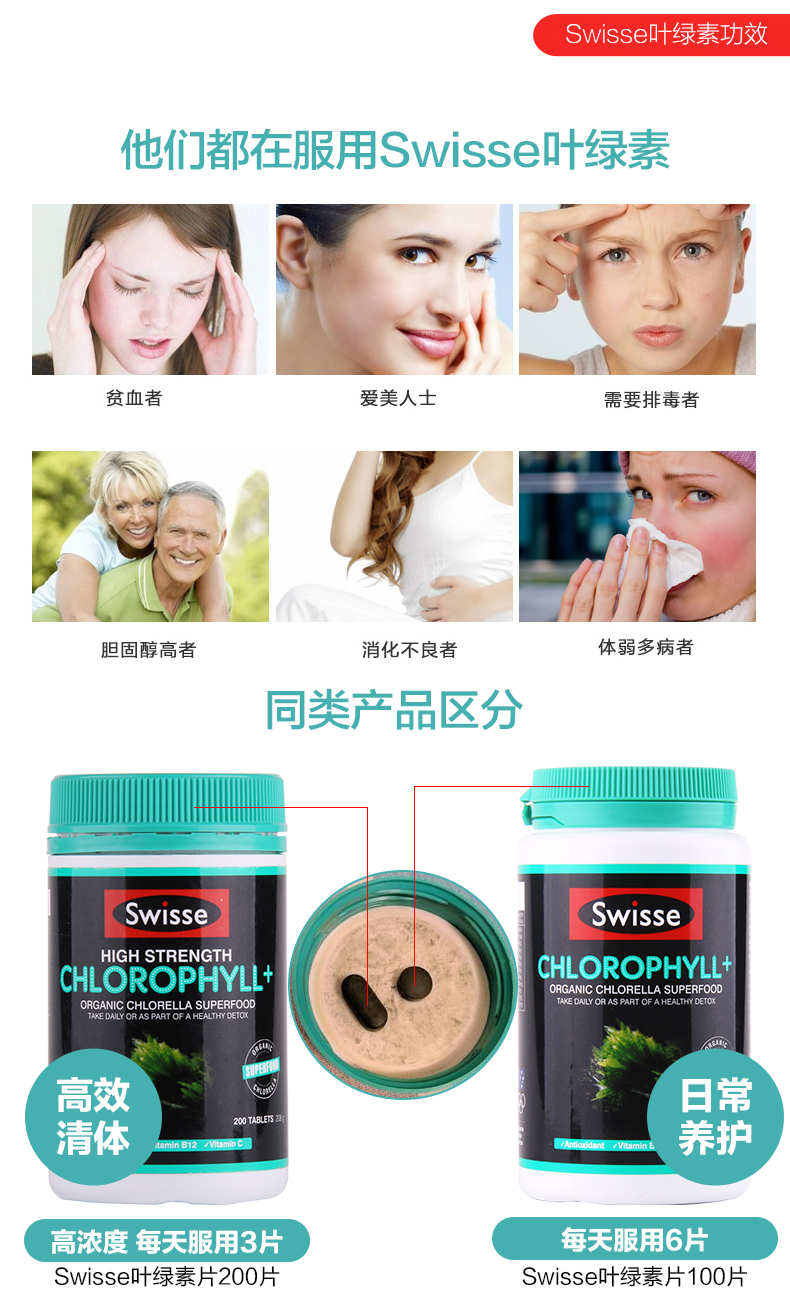 Swisse叶绿素功效
他们都在服用Swisse叶绿素
贫血者
爱美人士
需要排毒者
胆固醇高者
消化不良者
体弱多病者
同类产品区分
Swisse
HIGH STRENGTH
CHLOROPHYLL+
ORGANIC CHLORELLA SUPERFOOD
TAKE DAILY OR AS PART OF A HEALTHY DETOX
ORGANIC
SUPERFOOD
CHLORELLA
200 TABLETS
✓Vitamin C
高效
清体
高浓度 每天服用3片
Swisse叶绿素片200片
Swisse
CHLOROPHYLL+
ORGANIC CHLORELLA SUPERFOOD
TAKE DAILY OR AS PART OF A HEALTHY DETOX
ORGANIC
✓Antioxidant ✓Vitamin
日常
养护
每天服用6片
Swisse叶绿素片100片